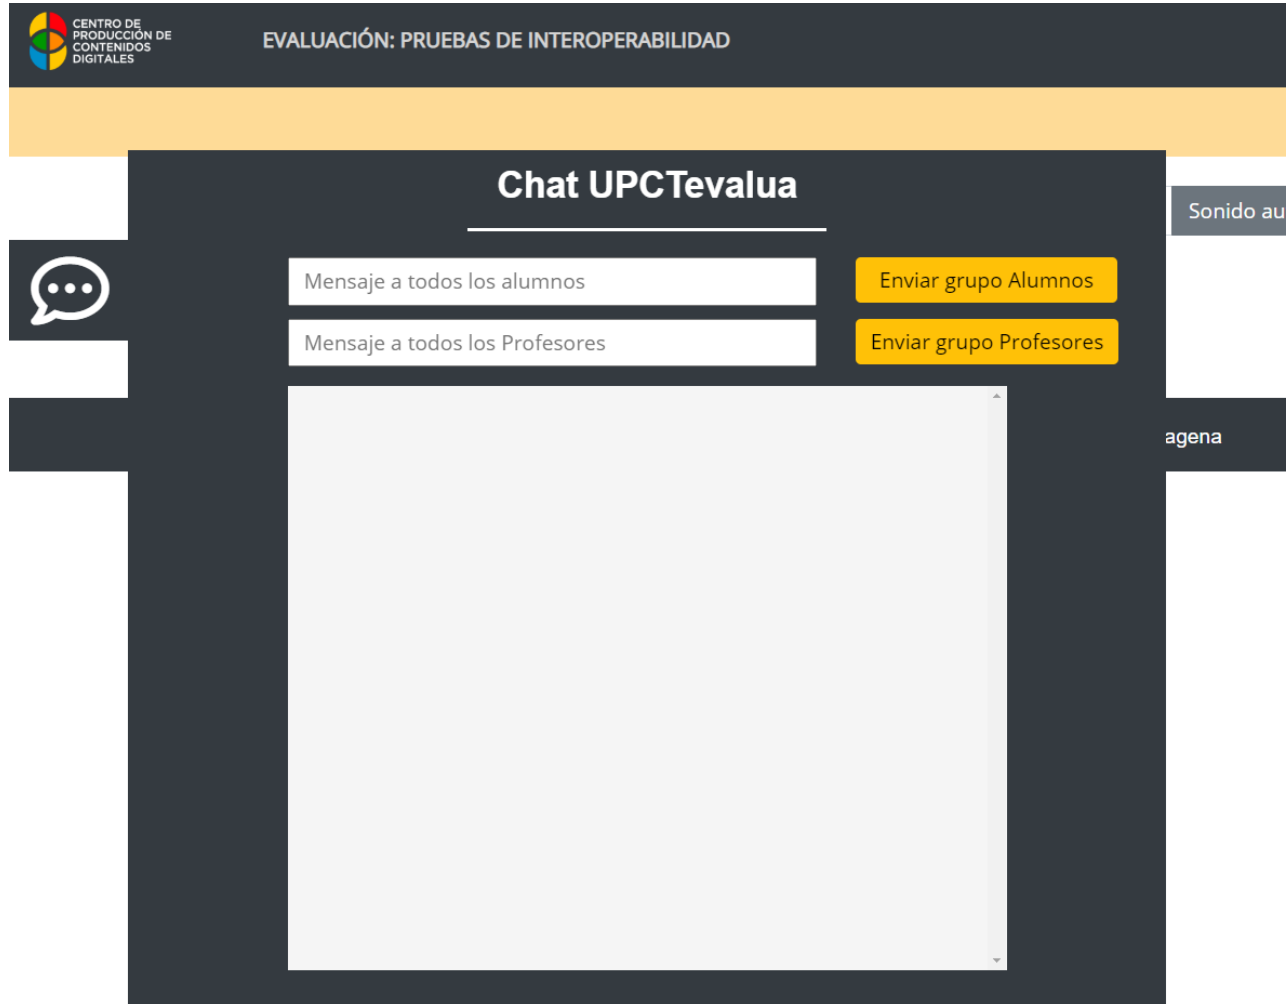 CENTRO DE
PRODUCCIÓN DE
CONTENIDOS
DIGITALES
EVALUACIÓN: PRUEBAS DE INTEROPERABILIDAD
Chat UPCTevalua
Sonido au
Mensaje a todos los alumnos
Enviar grupo Alumnos
Mensaje a todos los Profesores
Enviar grupo Profesores
agena